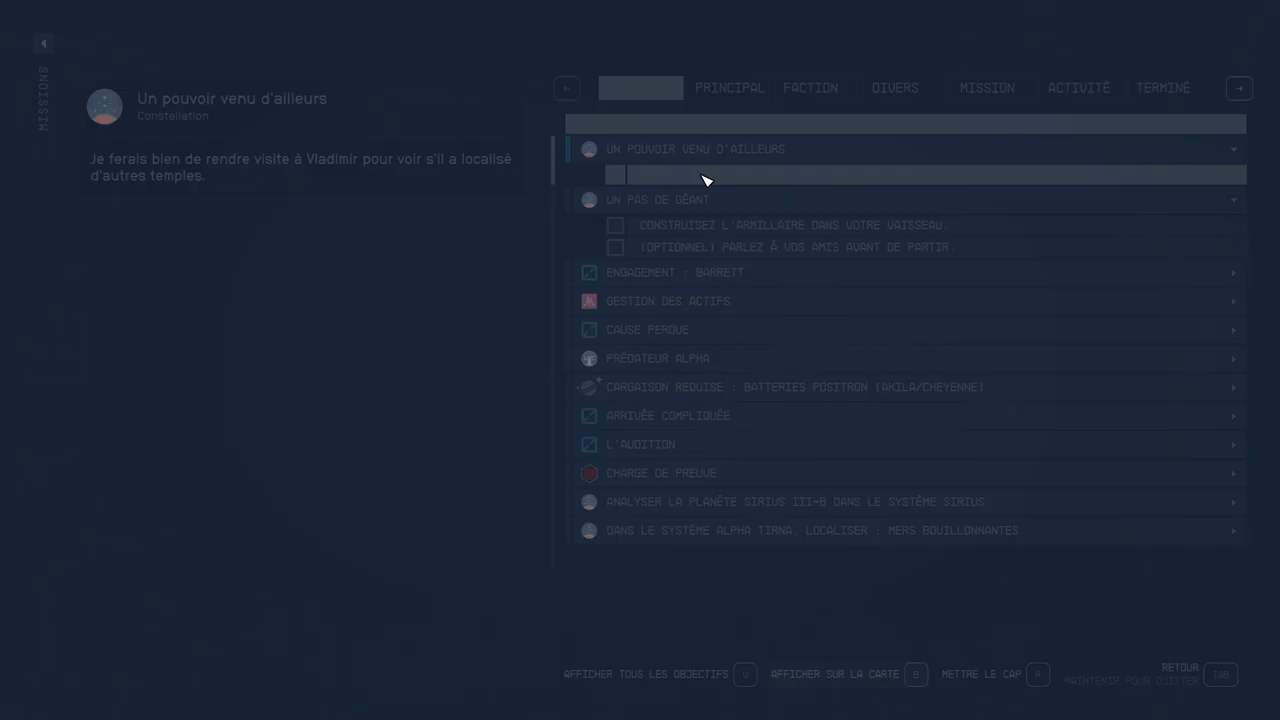 MISSIONS
Un pouvoir venu d'ailleurs
Constellation
Je ferais bien de rendre visite à Vladimir pour voir s'il a localisé
d'autres temples.
PRINCIPAL FACTION DIVERS MISSION ACTIVITÉ TERMINÉ
UN POUVOIR VENU D'AILLEURS
UN PAS DE GÉANT
CONSTRUISEZ L'ARMILLAIRE DANS VOTRE VAISSEAU.
(OPTIONNEL) PARLEZ À VOS AMIS AVANT DE PARTIR.
ENGAGEMENT : BARRETT
GESTION DES ACTIFS
CAUSE PERDUE
PRÉDATEUR ALPHA
CARGAISON REQUISE : BATTERIES POSITRON (AKILA/CHEYENNE)
ARRIVÉE COMPLIQUÉE
L'AUDITION
CHARGE DE PREUVE
ANALYSER LA PLANÈTE SIRIUS III-B DANS LE SYSTÈME SIRIUS
DANS LE SYSTÈME ALPHA TIRNA, LOCALISER : MERS BOUILLONNANTES
AFFICHER TOUS LES OBJECTIFS U AFFICHER SUR LA CARTE B METTRE LE CAP R RETOUR TAB
MAINTENIR POUR QUITTER